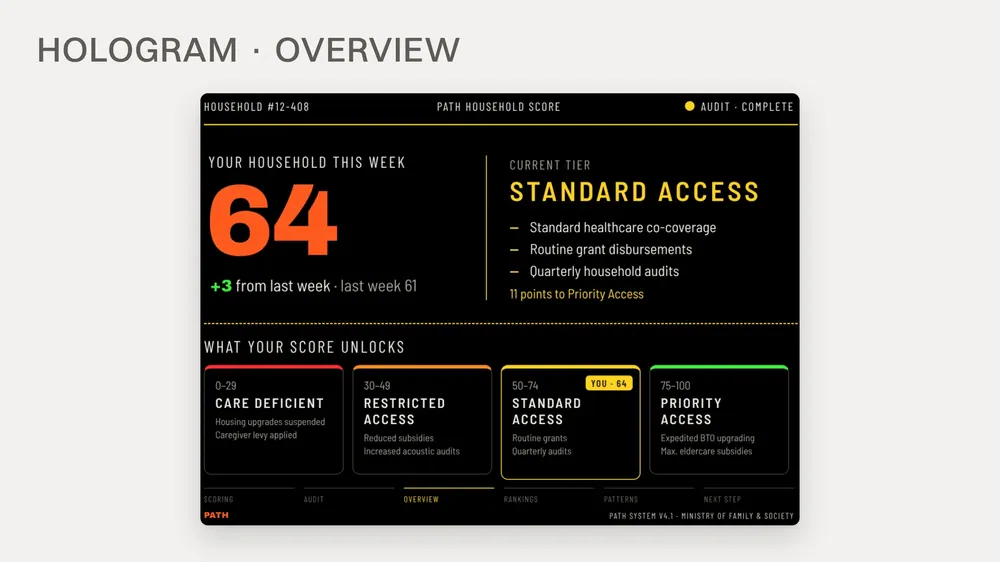 HOLOGRAM · OVERVIEW
HOUSEHOLD #12-408
PATH HOUSEHOLD SCORE
AUDIT · COMPLETE
YOUR HOUSEHOLD THIS WEEK
64
+3 from last week · last week 61
CURRENT TIER
STANDARD ACCESS
— Standard healthcare co-coverage
— Routine grant disbursements
— Quarterly household audits
11 points to Priority Access
WHAT YOUR SCORE UNLOCKS
0–29
CARE DEFICIENT
Housing upgrades suspended
Caregiver levy applied
30–49
RESTRICTED
ACCESS
Reduced subsidies
Increased acoustic audits
50–74
YOU · 64
STANDARD
ACCESS
Routine grants
Quarterly audits
75–100
PRIORITY
ACCESS
Expedited BTO upgrading
Max. eldercare subsidies
SCORING
AUDIT
OVERVIEW
RANKINGS
PATTERNS
NEXT STEP
PATH
PATH SYSTEM V4.1 · MINISTRY OF FAMILY & SOCIETY